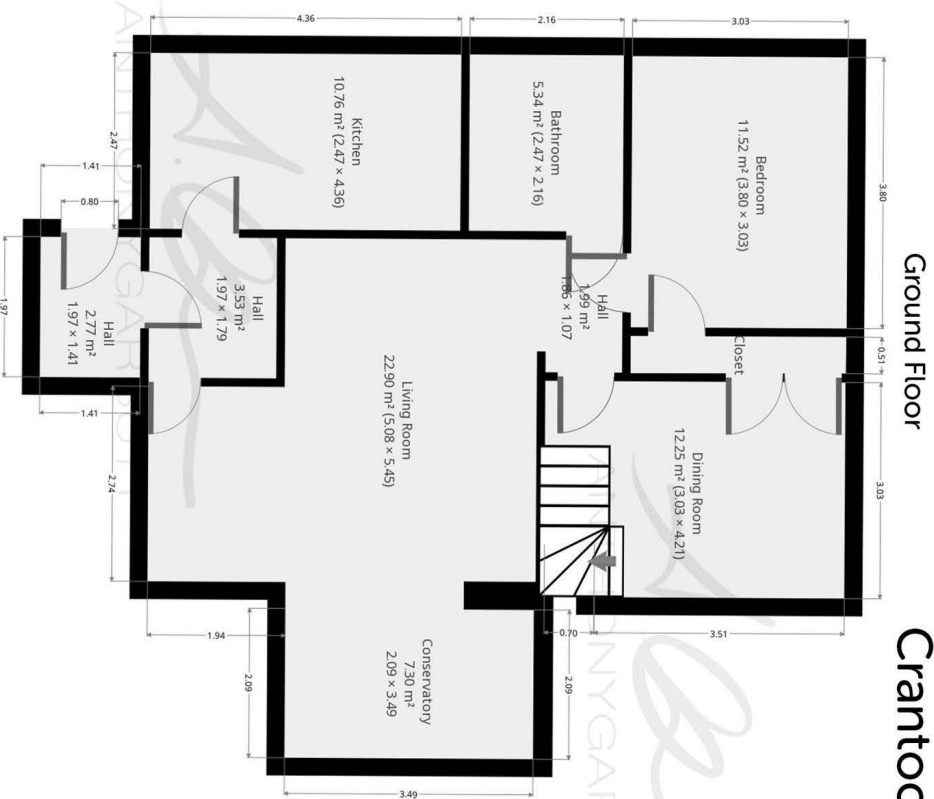 Crantoc
Ground Floor
4.36
2.16
3.03
Kitchen
10.76 m² (2.47 × 4.36)
Bathroom
5.34 m² (2.47 × 2.16)
Bedroom
11.52 m² (3.80 × 3.03)
2.47
3.80
1.41
0.80
Hall
2.77 m²
1.97 × 1.41
1.97
1.41
Hall
3.53 m²
1.97 × 1.79
Hall
1.99 m²
1.86 × 1.07
Closet
0.51
Living Room
22.90 m² (5.08 × 5.45)
Dining Room
12.25 m² (3.03 × 4.21)
3.03
2.74
1.94
0.70
3.51
Conservatory
7.30 m²
2.09 × 3.49
2.09
2.09
3.49